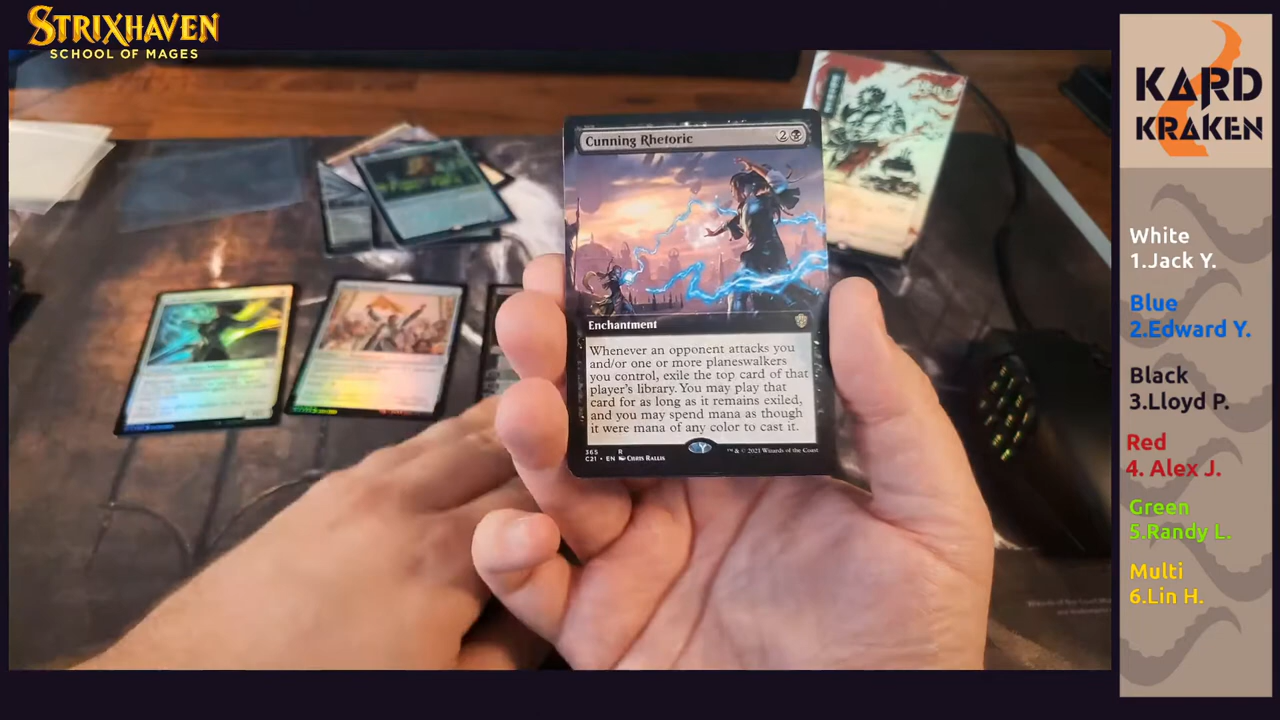 STRIXHAVEN
SCHOOL OF MAGES
Cunning Rhetoric
2
Enchantment
Whenever an opponent attacks you
and/or one or more planeswalkers
you control, exile the top card of that
player's library. You may play that
card for as long as it remains exiled,
and you may spend mana as though
it were mana of any color to cast it.
365 R
C21 • EN CHRIS RALLIS
™ & © 2021 Wizards of the Coast
KARD
KRAKEN
White
1.Jack Y.
Blue
2.Edward Y.
Black
3.Lloyd P.
Red
4. Alex J.
Green
5.Randy L.
Multi
6.Lin H.